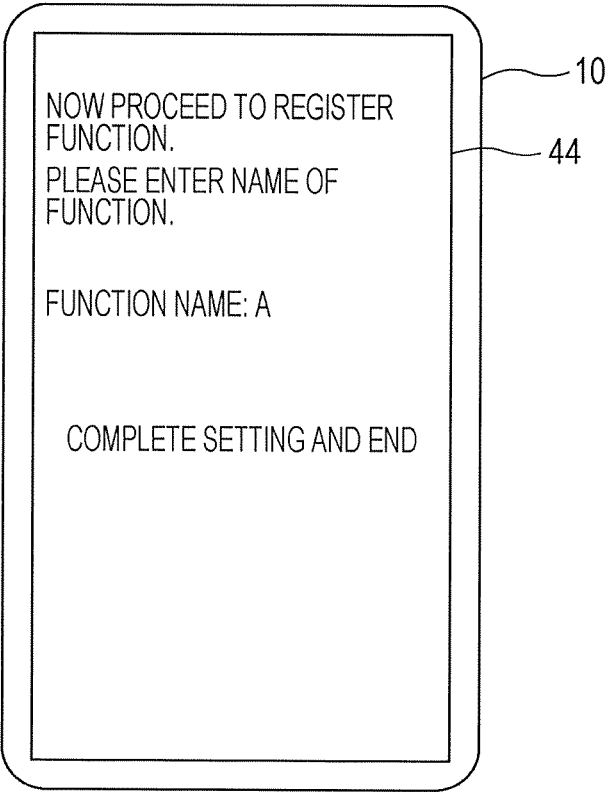 NOW PROCEED TO REGISTER
FUNCTION.
PLEASE ENTER NAME OF
FUNCTION.
FUNCTION NAME: A
COMPLETE SETTING AND END
10
44